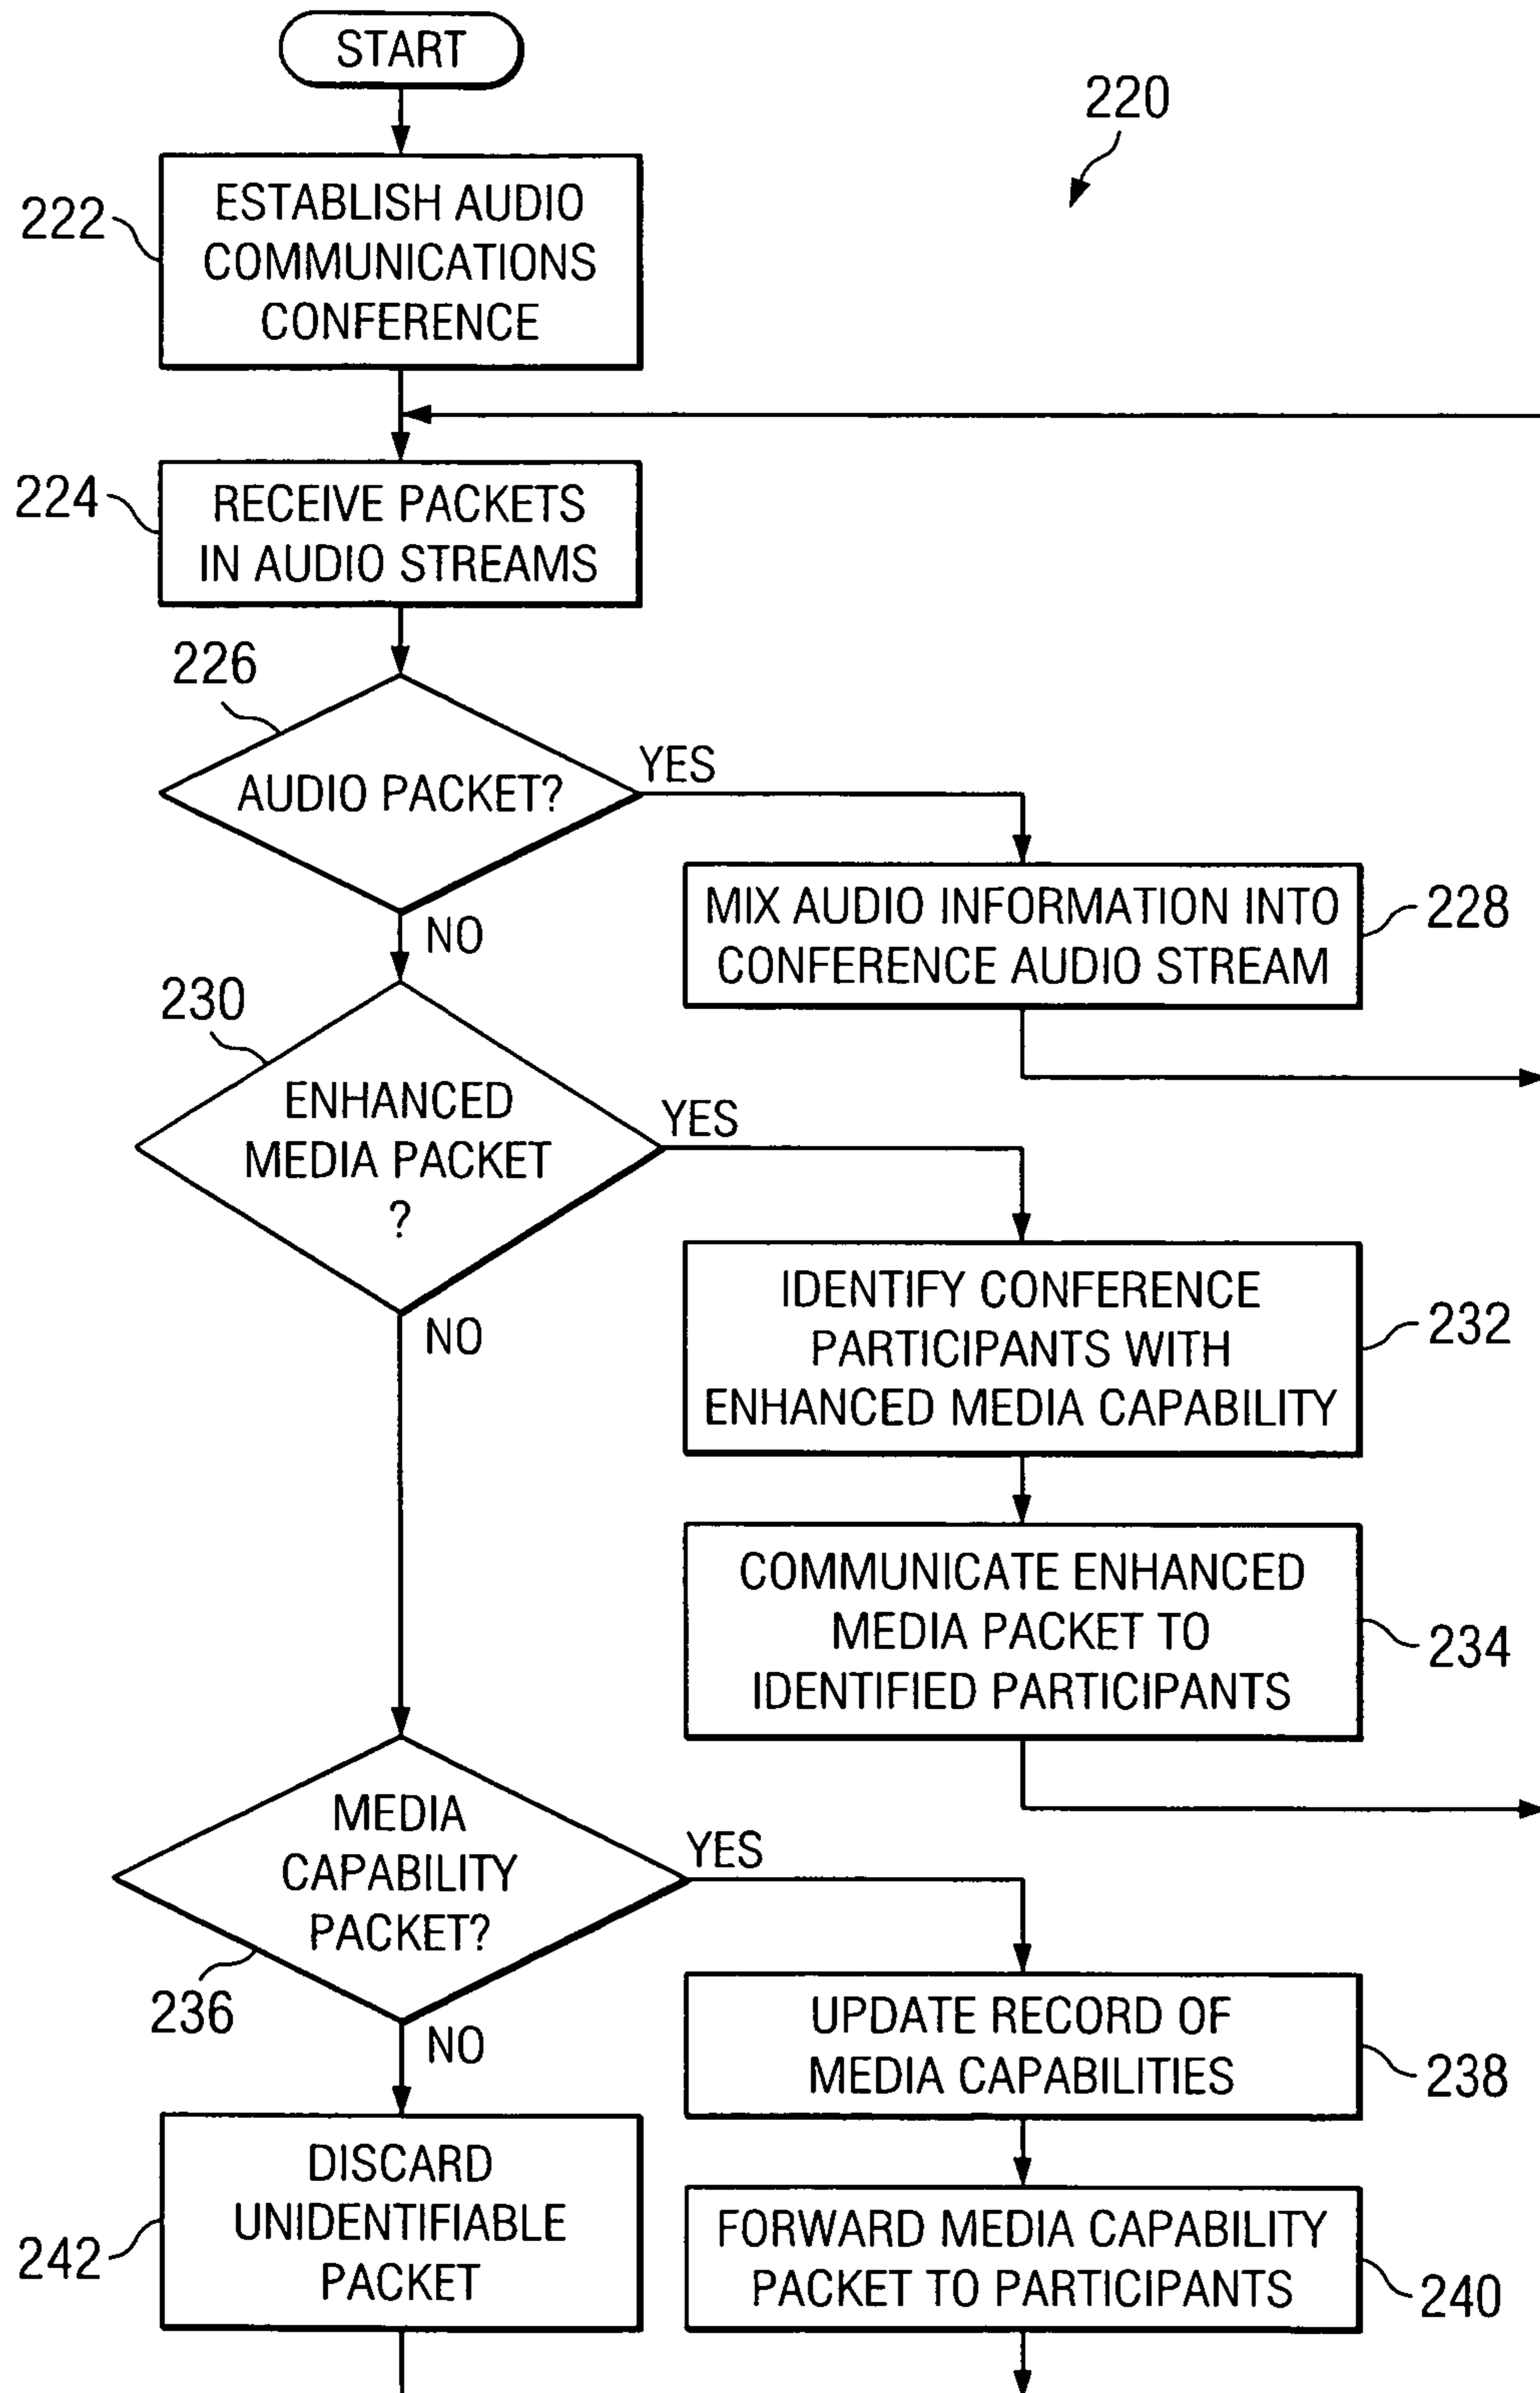 START
220
222
ESTABLISH AUDIO
COMMUNICATIONS
CONFERENCE
224
RECEIVE PACKETS
IN AUDIO STREAMS
226
AUDIO PACKET?
YES
NO
MIX AUDIO INFORMATION INTO
CONFERENCE AUDIO STREAM
228
230
ENHANCED
MEDIA PACKET
?
YES
NO
IDENTIFY CONFERENCE
PARTICIPANTS WITH
ENHANCED MEDIA CAPABILITY
232
COMMUNICATE ENHANCED
MEDIA PACKET TO
IDENTIFIED PARTICIPANTS
234
MEDIA
CAPABILITY
PACKET?
YES
236
NO
UPDATE RECORD OF
MEDIA CAPABILITIES
238
DISCARD
UNIDENTIFIABLE
PACKET
242
FORWARD MEDIA CAPABILITY
PACKET TO PARTICIPANTS
240